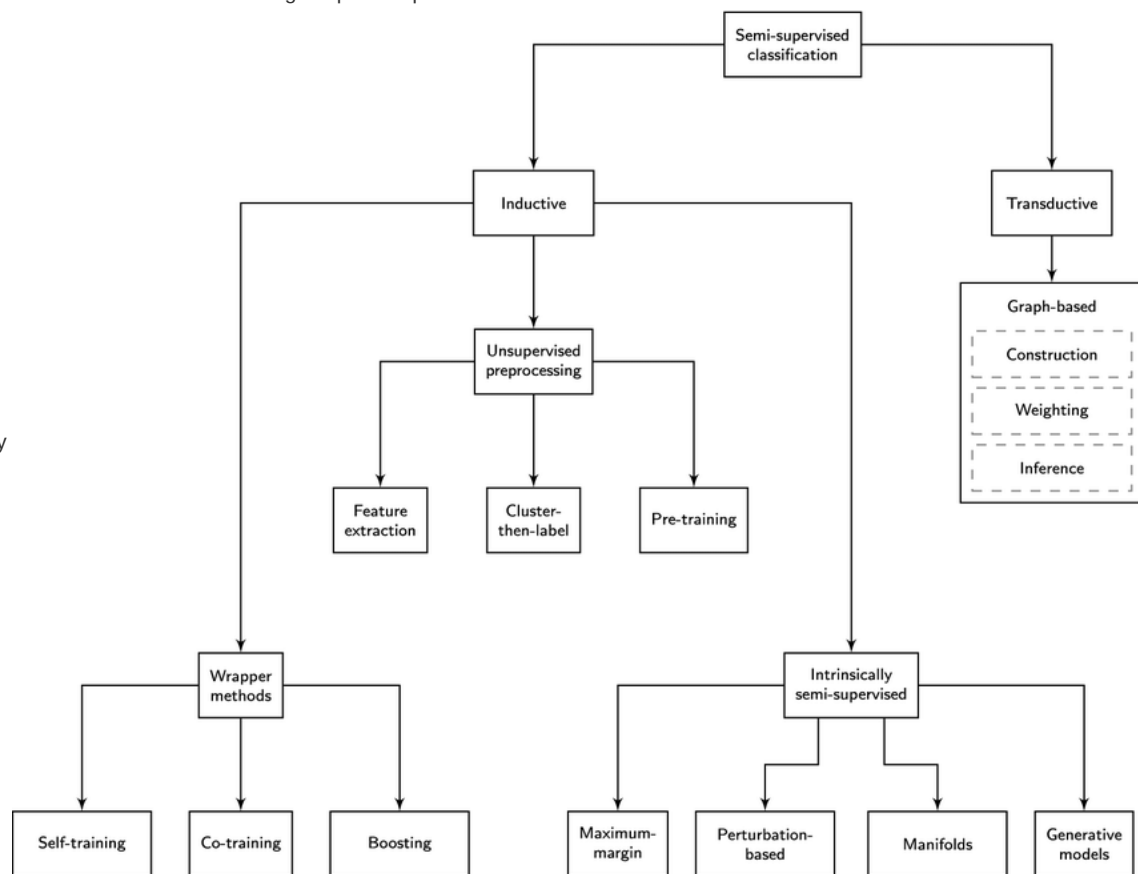 Semi-supervised
classification
Inductive
Transductive
Graph-based
Construction
Weighting
Inference
Unsupervised
preprocessing
Feature
extraction
Cluster-
then-label
Pre-training
y
Wrapper
methods
Intrinsically
semi-supervised
Self-training
Co-training
Boosting
Maximum-
margin
Perturbation-
based
Manifolds
Generative
models